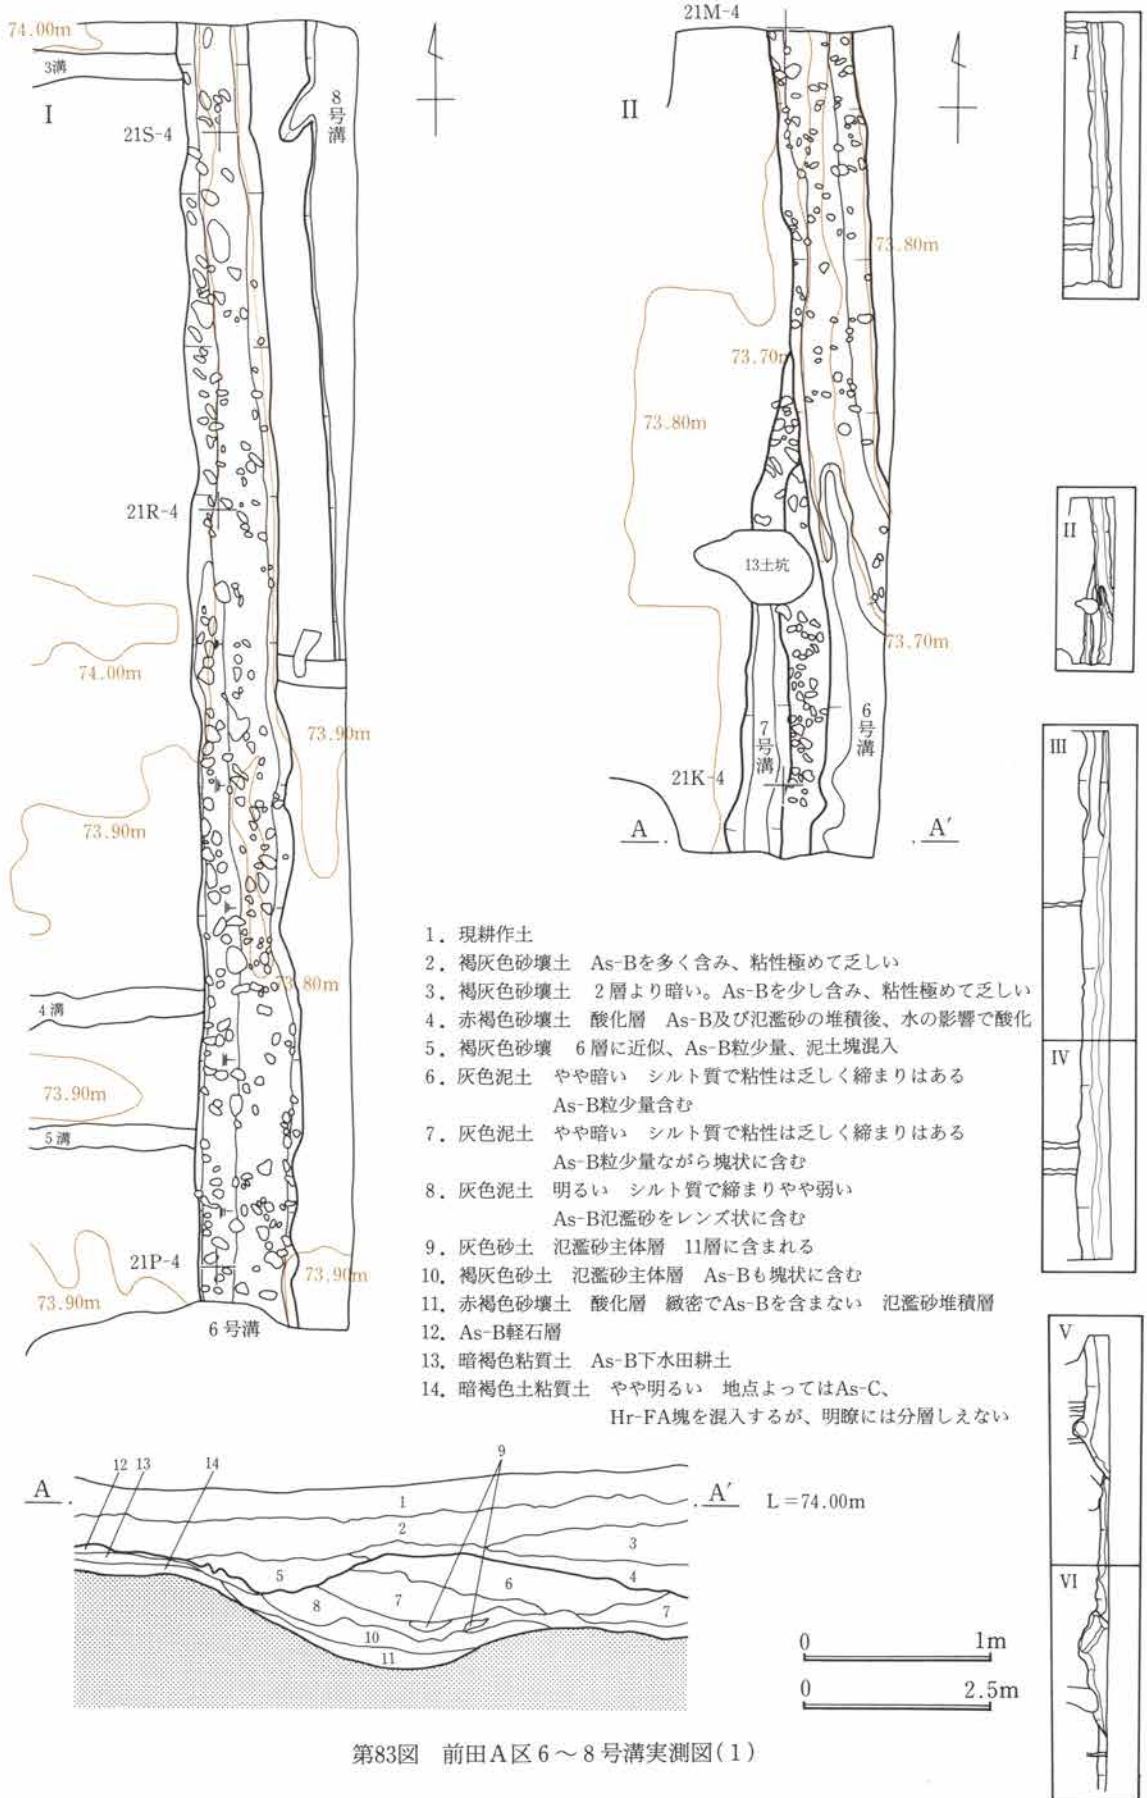 74.00m
3溝
I
21S-4
8号溝
21R-4
74.00m
73.90m
73.90m
73.80m
4溝
73.90m
5溝
21P-4
73.90m
73.90m
6号溝
21M-4
II
73.80m
73.70m
73.80m
13土坑
73.70m
7号溝
6号溝
21K-4
A
A′
I
II
III
IV
V
VI
1. 現耕作土
2. 褐灰色砂壌土 As-Bを多く含み、粘性極めて乏しい
3. 褐灰色砂壌土 2層より暗い。As-Bを少し含み、粘性極めて乏しい
4. 赤褐色砂壌土 酸化層 As-B及び氾濫砂の堆積後、水の影響で酸化
5. 褐灰色砂壌 6層に近似、As-B粒少量、泥土塊混入
6. 灰色泥土 やや暗い シルト質で粘性は乏しく締まりはある
As-B粒少量含む
7. 灰色泥土 やや暗い シルト質で粘性は乏しく締まりはある
As-B粒少量ながら塊状に含む
8. 灰色泥土 明るい シルト質で締まりやや弱い
As-B氾濫砂をレンズ状に含む
9. 灰色砂土 氾濫砂主体層 11層に含まれる
10. 褐灰色砂土 氾濫砂主体層 As-Bも塊状に含む
11. 赤褐色砂壌土 酸化層 緻密でAs-Bを含まない 氾濫砂堆積層
12. As-B軽石層
13. 暗褐色粘質土 As-B下水田耕土
14. 暗褐色土粘質土 やや明るい 地点よってはAs-C、
Hr-FA塊を混入するが、明瞭には分層しえない
A
12 13 14
9
A′ L=74.00m
1
2
3
4
5
6
7
7
8
10
11
0 1m
0 2.5m
第83図 前田A区6～8号溝実測図(1)